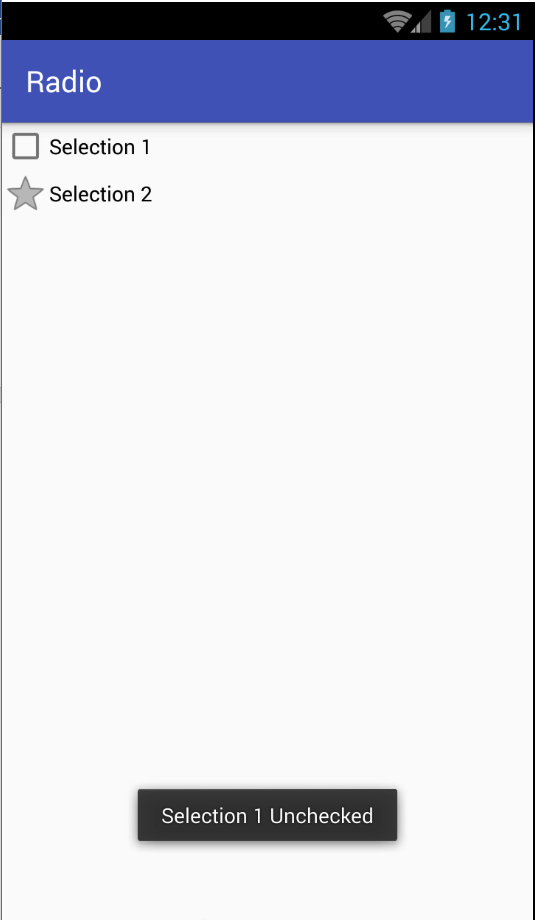 12:31
Radio
Selection 1
Selection 2
Selection 1 Unchecked